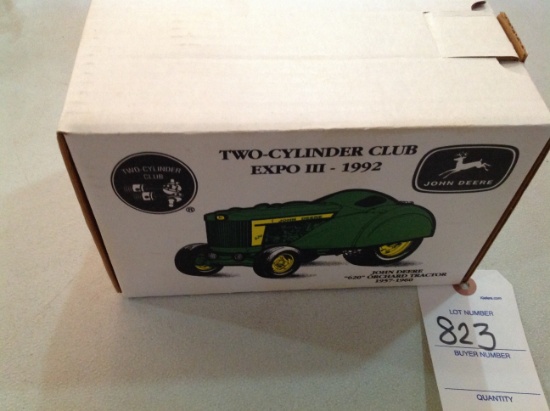 TWO-CYLINDER CLUB
EXPO III - 1992
TWO-CYLINDER
CLUB
®
JOHN DEERE
JOHN DEERE
JOHN DEERE
"620" ORCHARD TRACTOR
1957-1960
LOT NUMBER
823
BUYER NUMBER
QUANTITY